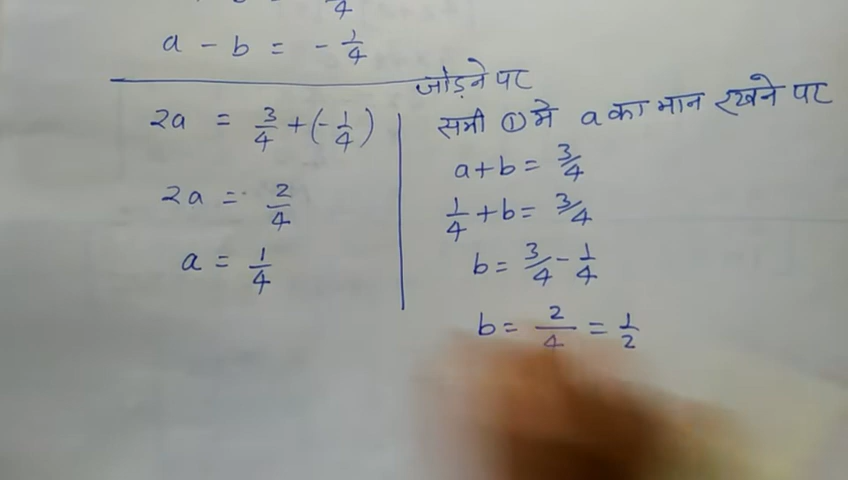 a - b = - 1/4
जोड़ने पर
2a = 3/4 + (- 1/4)
2a = 2/4
a = 1/4
समी ① मे a का मान रखने पर
a + b = 3/4
1/4 + b = 3/4
b = 3/4 - 1/4
b = 2/4 = 1/2